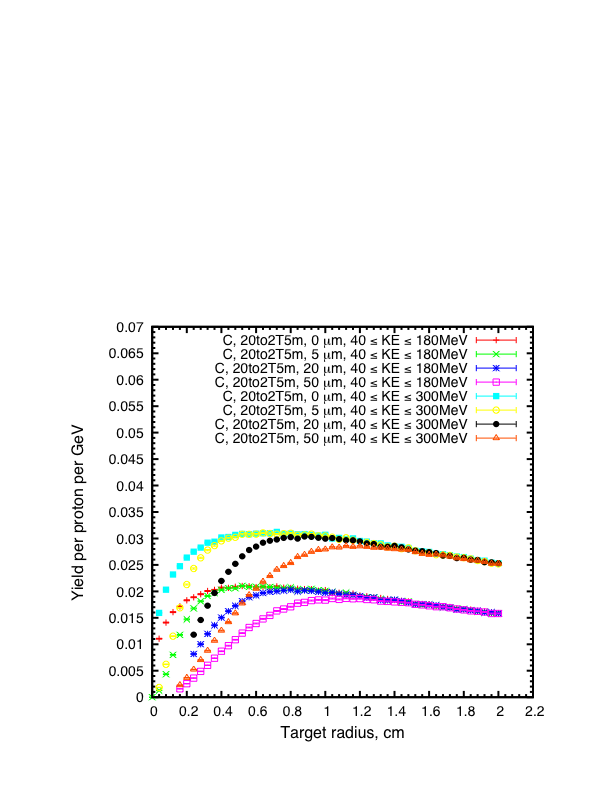 0.07
0.065
0.06
0.055
0.05
0.045
0.04
0.035
0.03
0.025
0.02
0.015
0.01
0.005
0
Yield per proton per GeV
C, 20to2T5m, 0 μm, 40 ≤ KE ≤ 180MeV
C, 20to2T5m, 5 μm, 40 ≤ KE ≤ 180MeV
C, 20to2T5m, 20 μm, 40 ≤ KE ≤ 180MeV
C, 20to2T5m, 50 μm, 40 ≤ KE ≤ 180MeV
C, 20to2T5m, 0 μm, 40 ≤ KE ≤ 300MeV
C, 20to2T5m, 5 μm, 40 ≤ KE ≤ 300MeV
C, 20to2T5m, 20 μm, 40 ≤ KE ≤ 300MeV
C, 20to2T5m, 50 μm, 40 ≤ KE ≤ 300MeV
0 0.2 0.4 0.6 0.8 1 1.2 1.4 1.6 1.8 2 2.2
Target radius, cm